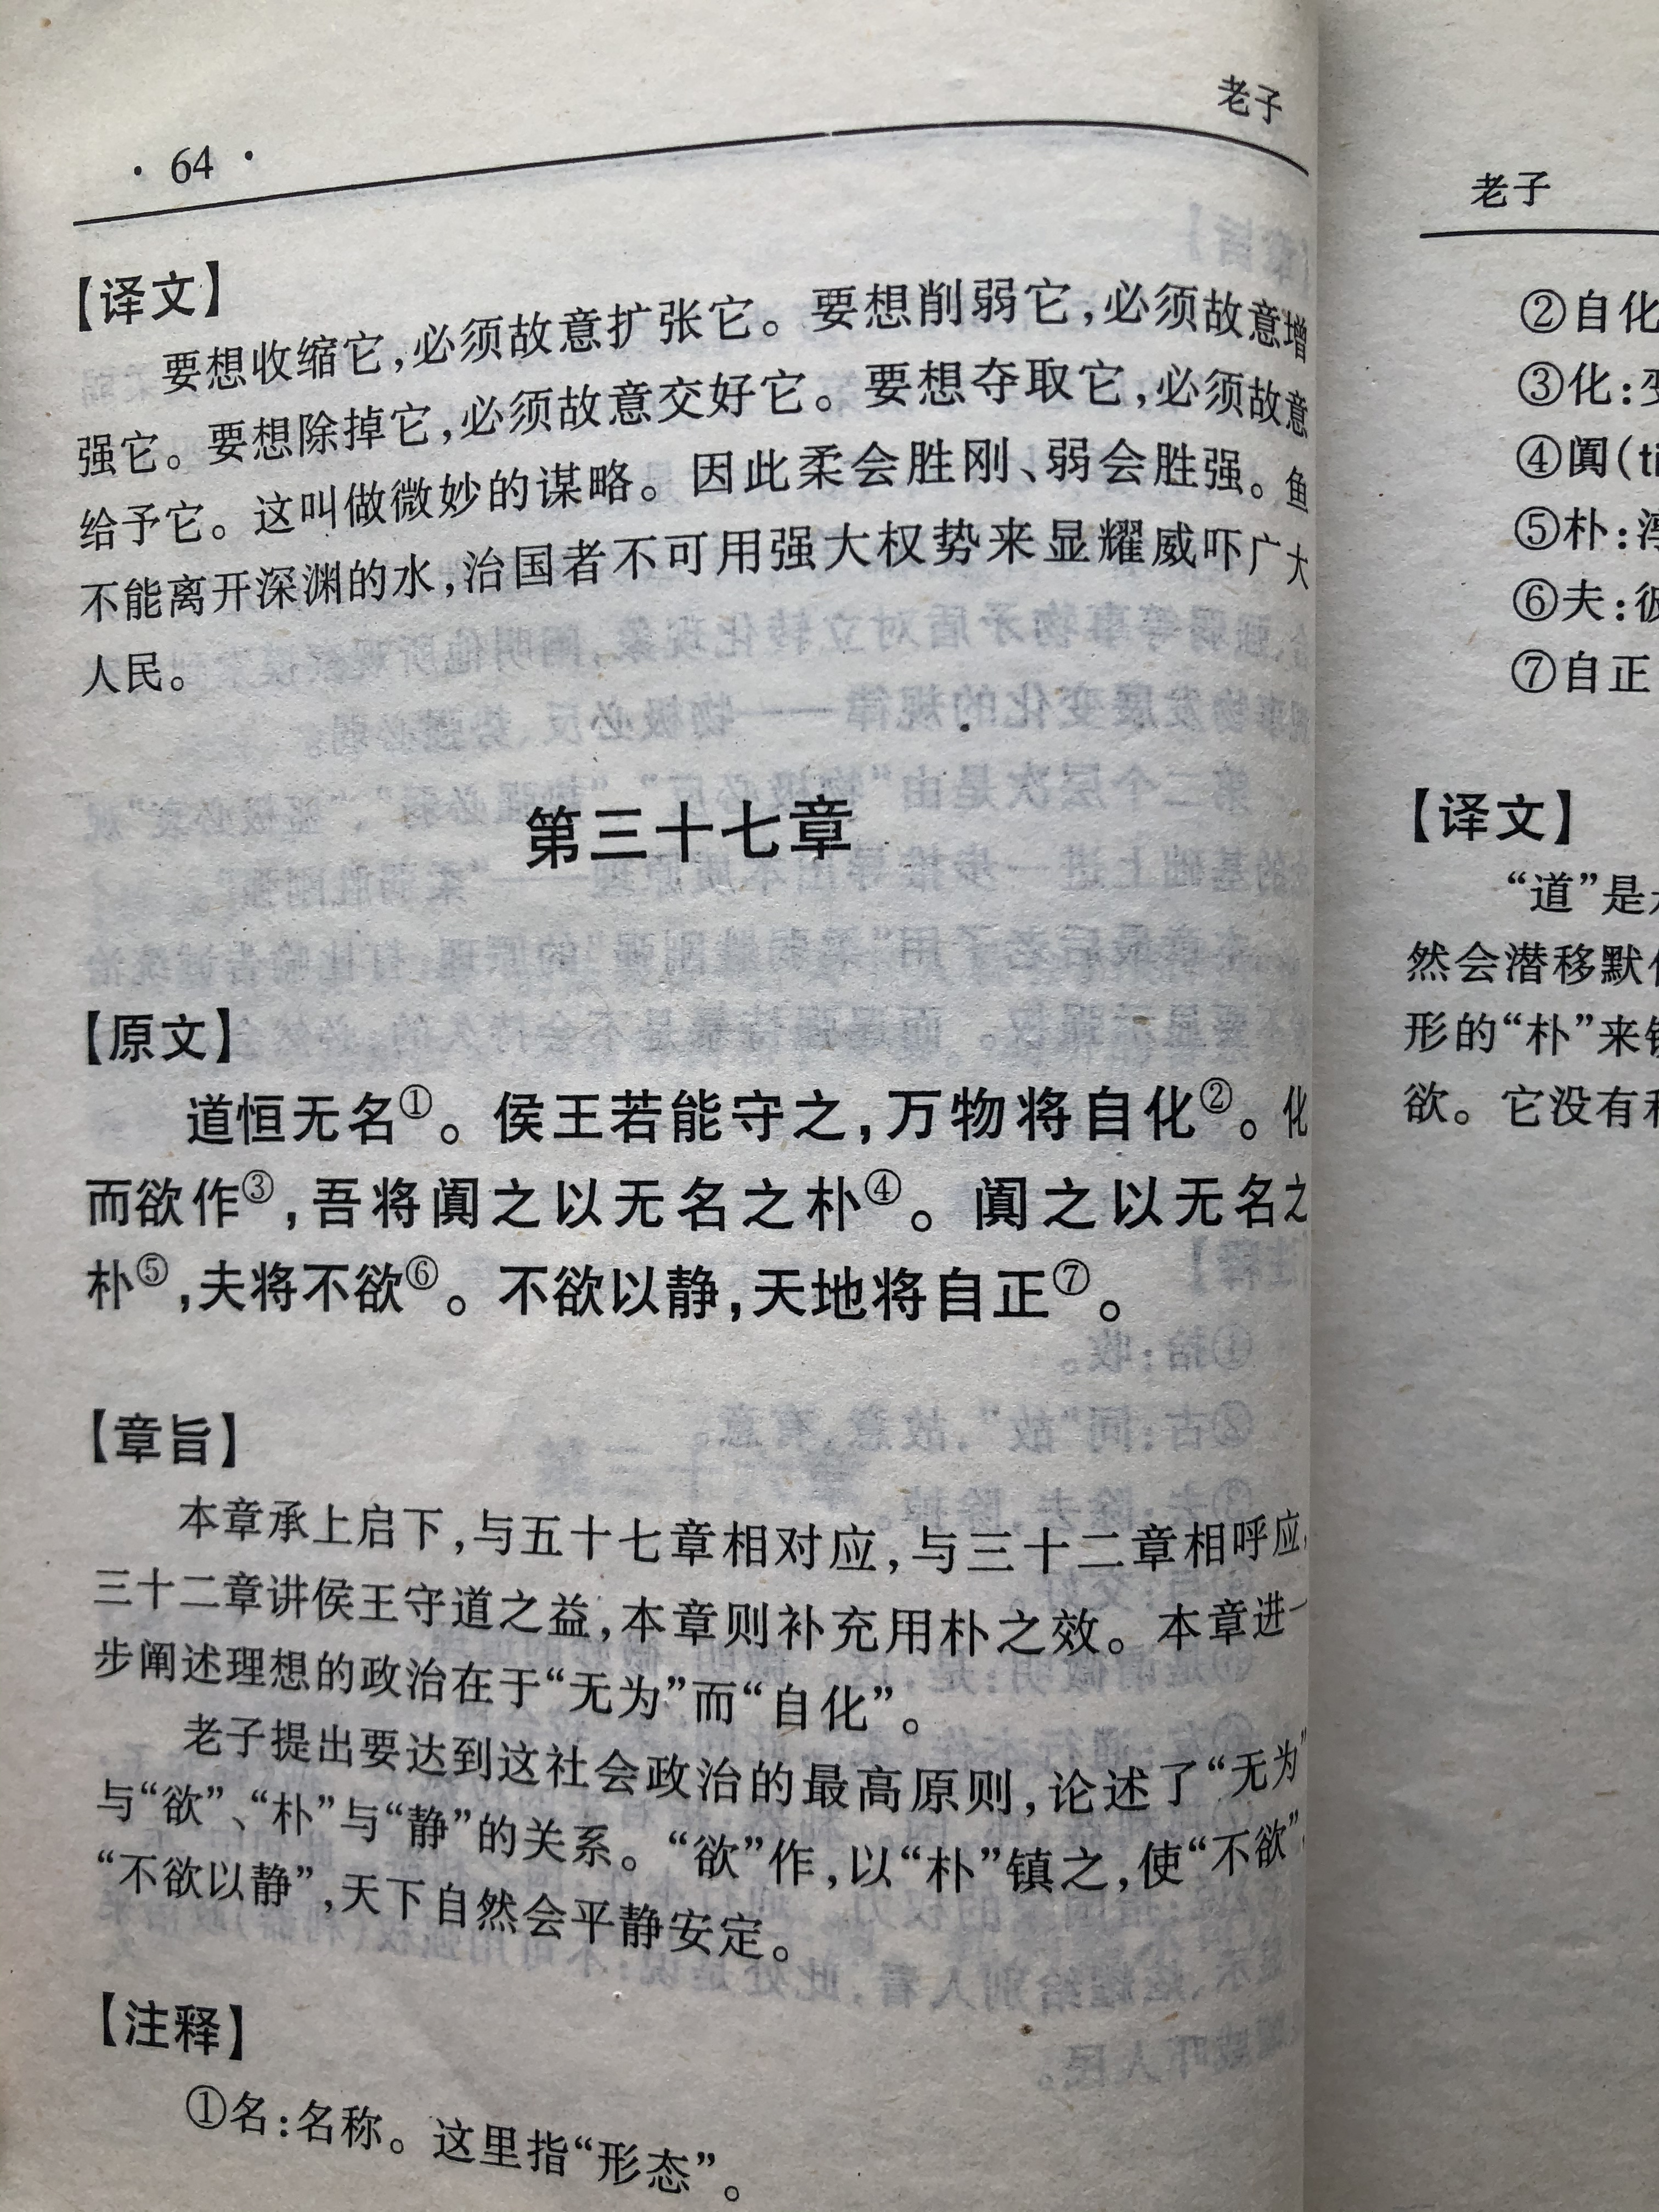 老子
· 64 ·
【译文】
要想收缩它,必须故意扩张它。要想削弱它,必须故意增
强它。要想除掉它,必须故意交好它。要想夺取它,必须故意
给予它。这叫做微妙的谋略。因此柔会胜刚、弱会胜强。鱼
不能离开深渊的水,治国者不可用强大权势来显耀威吓广大
人民。
第三十七章
【原文】
道恒无名①。侯王若能守之,万物将自化②。化
而欲作③,吾将阗之以无名之朴④。阗之以无名之
朴⑤,夫将不欲⑥。不欲以静,天地将自正⑦。
【章旨】
本章承上启下,与五十七章相对应,与三十二章相呼应,
三十二章讲侯王守道之益,本章则补充用朴之效。本章进一
步阐述理想的政治在于“无为”而“自化”。
老子提出要达到这社会政治的最高原则,论述了“无为”
与“欲”、“朴”与“静”的关系。“欲”作,以“朴”镇之,使“不欲”
“不欲以静”,天下自然会平静安定。
【注释】
①名:名称。这里指“形态”。
老子
②自化
③化:
④阗(ti
⑤朴:
⑥夫:
⑦自正
【译文】
“道”是
然会潜移默
形的“朴”来
欲。它没有